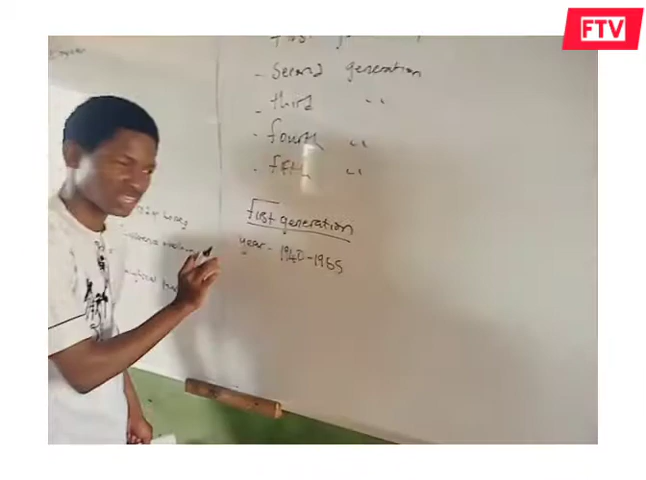 FTV
- Second generation
- third "
- fourth "
- fifth "
First generation
year - 1940-1965